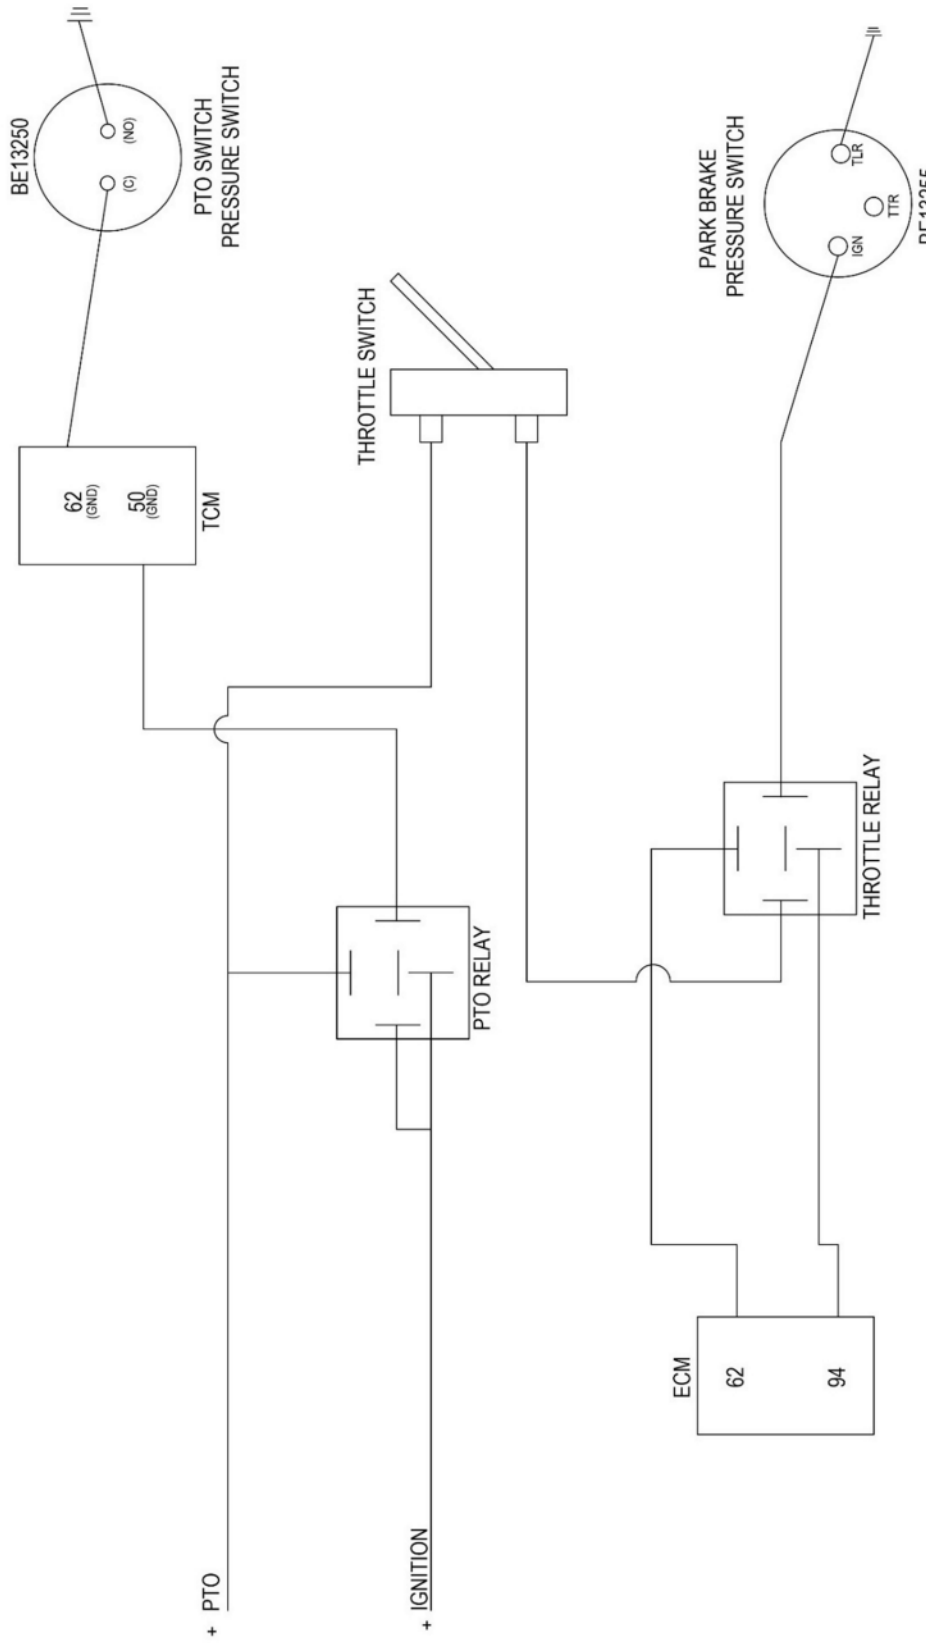 BE13250
(NO)
(C)
PTO SWITCH
PRESSURE SWITCH
62
(GND)
50
(GND)
TCM
THROTTLE SWITCH
PARK BRAKE
PRESSURE SWITCH
TLR
TTR
IGN
BE13255
THROTTLE RELAY
PTO RELAY
ECM
62
94
+ PTO
+ IGNITION